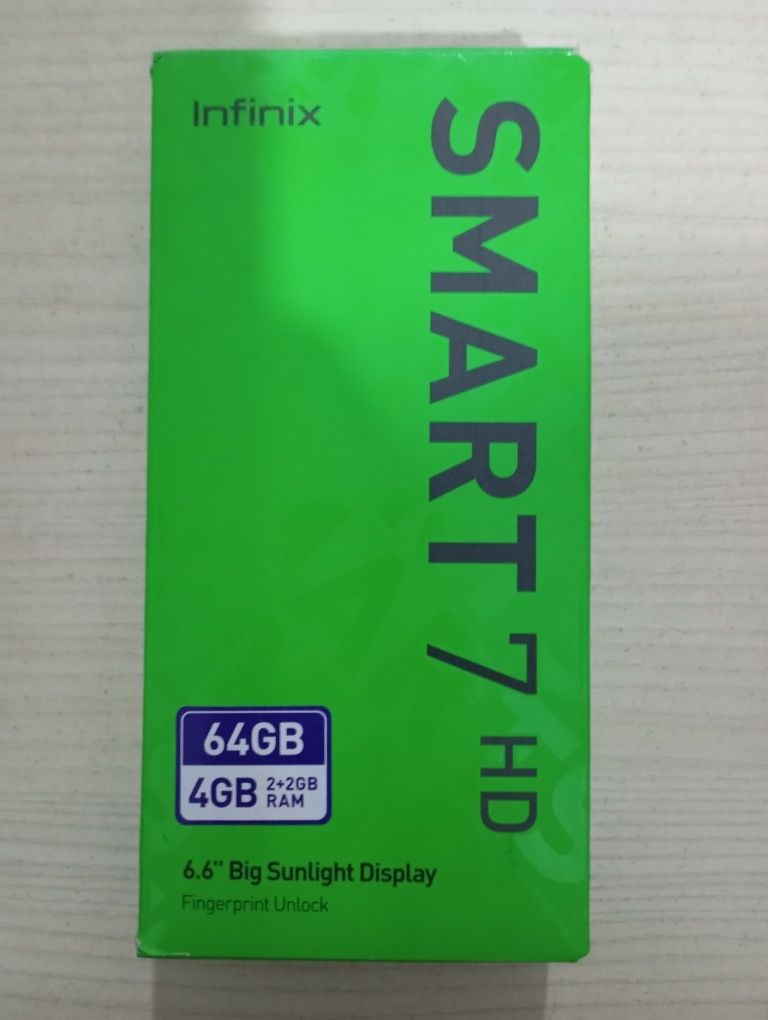 Infinix
SMART 7 HD
64GB
4GB 2+2GB
RAM
6.6" Big Sunlight Display
Fingerprint Unlock